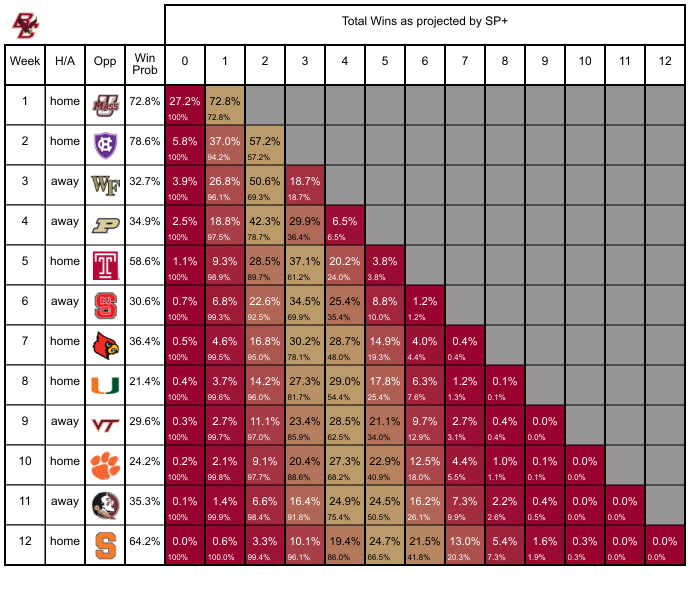 BC
Total Wins as projected by SP+
Week H/A Opp Win Prob 0 1 2 3 4 5 6 7 8 9 10 11 12
1 home UMass 72.8% 27.2% 72.8%
100% 72.8%
2 home HC 78.6% 5.8% 37.0% 57.2%
100% 94.2% 57.2%
3 away WF 32.7% 3.9% 26.8% 50.6% 18.7%
100% 96.1% 69.3% 18.7%
4 away P 34.9% 2.5% 18.8% 42.3% 29.9% 6.5%
100% 97.5% 78.7% 36.4% 6.5%
5 home T 58.6% 1.1% 9.3% 28.5% 37.1% 20.2% 3.8%
100% 98.9% 89.7% 61.2% 24.0% 3.8%
6 away NCS 30.6% 0.7% 6.8% 22.6% 34.5% 25.4% 8.8% 1.2%
100% 99.3% 92.5% 69.9% 35.4% 10.0% 1.2%
7 home 36.4% 0.5% 4.6% 16.8% 30.2% 28.7% 14.9% 4.0% 0.4%
100% 99.5% 95.0% 78.1% 48.0% 19.3% 4.4% 0.4%
8 home U 21.4% 0.4% 3.7% 14.2% 27.3% 29.0% 17.8% 6.3% 1.2% 0.1%
100% 99.6% 96.0% 81.7% 54.4% 25.4% 7.6% 1.3% 0.1%
9 away VT 29.6% 0.3% 2.7% 11.1% 23.4% 28.5% 21.1% 9.7% 2.7% 0.4% 0.0%
100% 99.7% 97.0% 85.9% 62.5% 34.0% 12.9% 3.1% 0.4% 0.0%
10 home 24.2% 0.2% 2.1% 9.1% 20.4% 27.3% 22.9% 12.5% 4.4% 1.0% 0.1% 0.0%
100% 99.8% 97.7% 88.6% 68.2% 40.9% 18.0% 5.5% 1.1% 0.1% 0.0%
11 away 35.3% 0.1% 1.4% 6.6% 16.4% 24.9% 24.5% 16.2% 7.3% 2.2% 0.4% 0.0% 0.0%
100% 99.9% 98.4% 91.8% 75.4% 50.5% 26.1% 9.9% 2.6% 0.5% 0.0% 0.0%
12 home S 64.2% 0.0% 0.6% 3.3% 10.1% 19.4% 24.7% 21.5% 13.0% 5.4% 1.6% 0.3% 0.0% 0.0%
100% 100.0% 99.4% 96.1% 86.0% 66.5% 41.8% 20.3% 7.3% 1.9% 0.3% 0.0% 0.0%